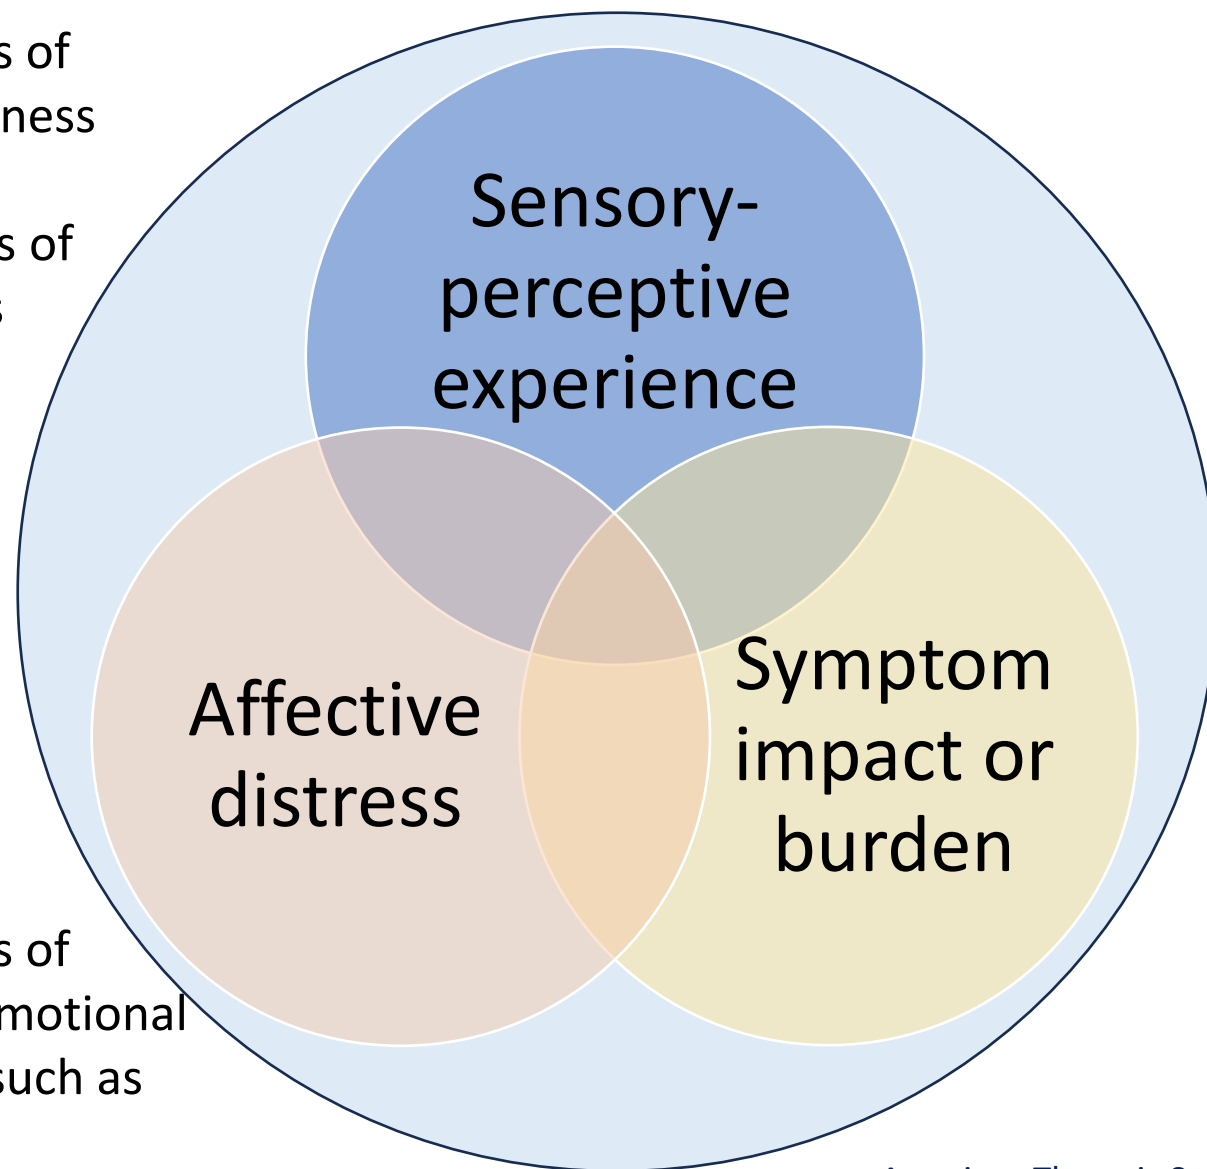 s of
ness
s of
s
Sensory-
perceptive
experience
Affective
distress
Symptom
impact or
burden
s of
motional
such as